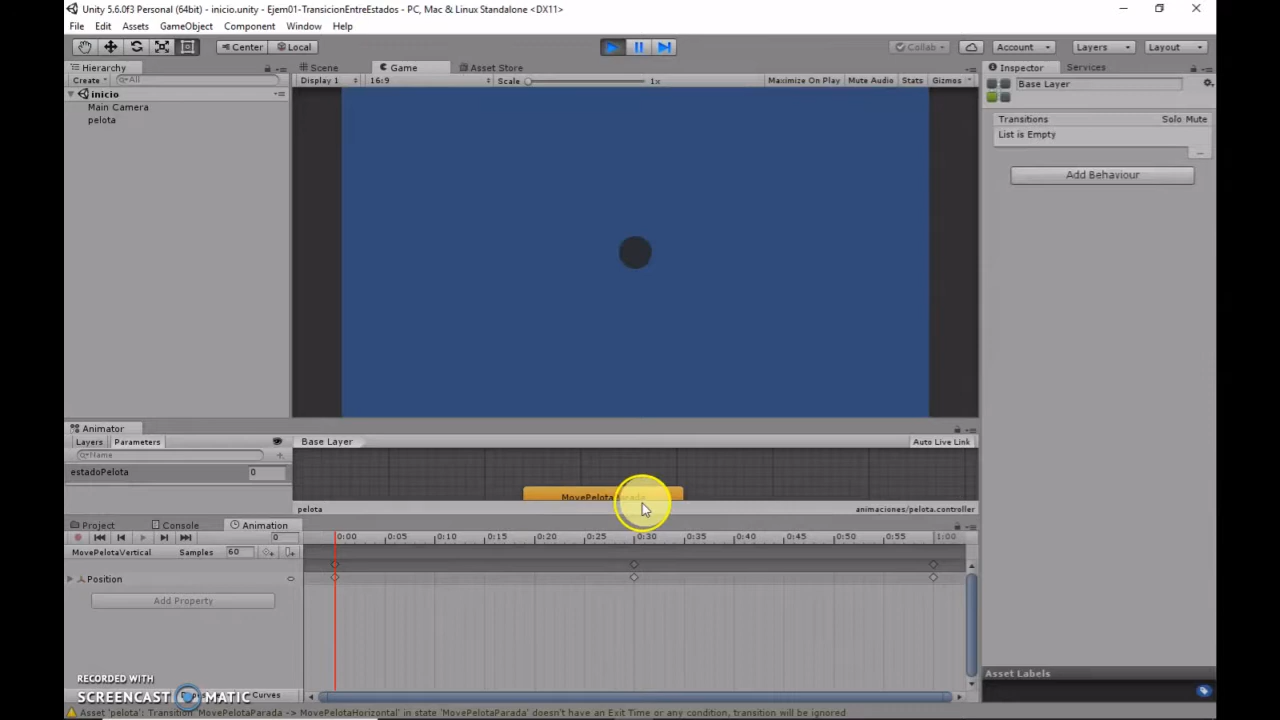 Unity 5.6.0f3 Personal (64bit) - inicio.unity - Ejem01-TransicionEntreEstados - PC, Mac & Linux Standalone <DX11>
File Edit Assets GameObject Component Window Help
Center Local Collab Account Layers Layout
Hierarchy Scene Game Asset Store Inspector Services
Create All Display 1 16:9 Scale 1x Maximize On Play Mute Audio Stats Gizmos Base Layer
inicio
Main Camera
pelota
Transitions Solo Mute
List is Empty
Add Behaviour
Animator
Layers Parameters Base Layer Auto Live Link
Name
estadoPelota 0
MovePelotaParada
pelota animaciones/pelota.controller
Project Console Animation
0 0:00 0:05 0:10 0:15 0:20 0:25 0:30 0:35 0:40 0:45 0:50 0:55 1:00
MovePelotaVertical Samples 60
Position
Add Property
Asset Labels
RECORDED WITH
SCREENCAST MATIC
Curves
Asset 'pelota': Transition 'MovePelotaParada -> MovePelotaHorizontal' in state 'MovePelotaParada' doesn't have an Exit Time or any condition, transition will be ignored